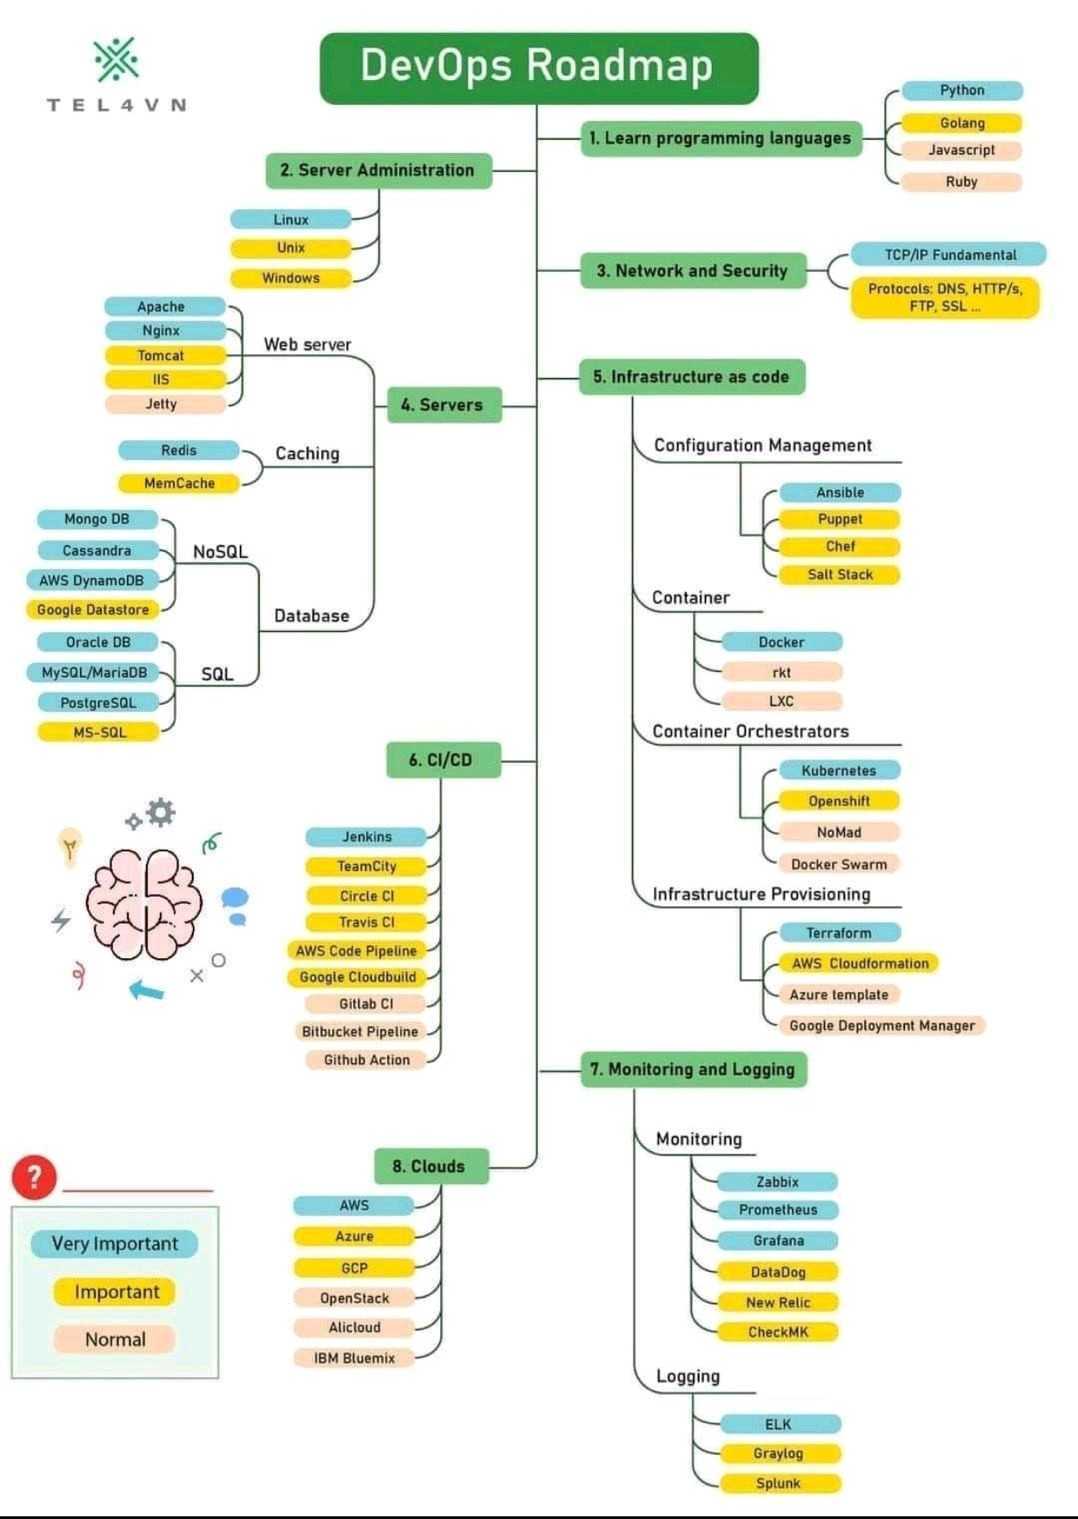 TEL4VN
DevOps Roadmap
1. Learn programming languages
Python
Golang
Javascript
Ruby
2. Server Administration
Linux
Unix
Windows
3. Network and Security
TCP/IP Fundamental
Protocols: DNS, HTTP/s,
FTP, SSL ...
4. Servers
Web server
Apache
Nginx
Tomcat
IIS
Jetty
Caching
Redis
MemCache
Database
NoSQL
Mongo DB
Cassandra
AWS DynamoDB
Google Datastore
SQL
Oracle DB
MySQL/MariaDB
PostgreSQL
MS-SQL
5. Infrastructure as code
Configuration Management
Ansible
Puppet
Chef
Salt Stack
Container
Docker
rkt
LXC
Container Orchestrators
Kubernetes
Openshift
NoMad
Docker Swarm
Infrastructure Provisioning
Terraform
AWS Cloudformation
Azure template
Google Deployment Manager
6. CI/CD
Jenkins
TeamCity
Circle CI
Travis CI
AWS Code Pipeline
Google Cloudbuild
Gitlab CI
Bitbucket Pipeline
Github Action
7. Monitoring and Logging
Monitoring
Zabbix
Prometheus
Grafana
DataDog
New Relic
CheckMK
Logging
ELK
Graylog
Splunk
8. Clouds
AWS
Azure
GCP
OpenStack
Alicloud
IBM Bluemix
?
Very Important
Important
Normal